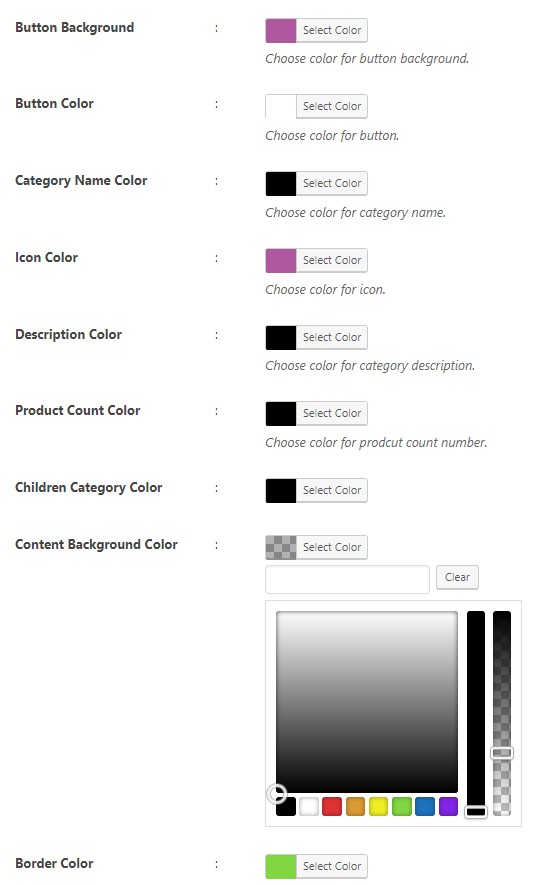 Button Background : Select Color
Choose color for button background.
Button Color : Select Color
Choose color for button.
Category Name Color : Select Color
Choose color for category name.
Icon Color : Select Color
Choose color for icon.
Description Color : Select Color
Choose color for category description.
Product Count Color : Select Color
Choose color for prodcut count number.
Children Category Color : Select Color
Content Background Color : Select Color
Clear
Border Color : Select Color